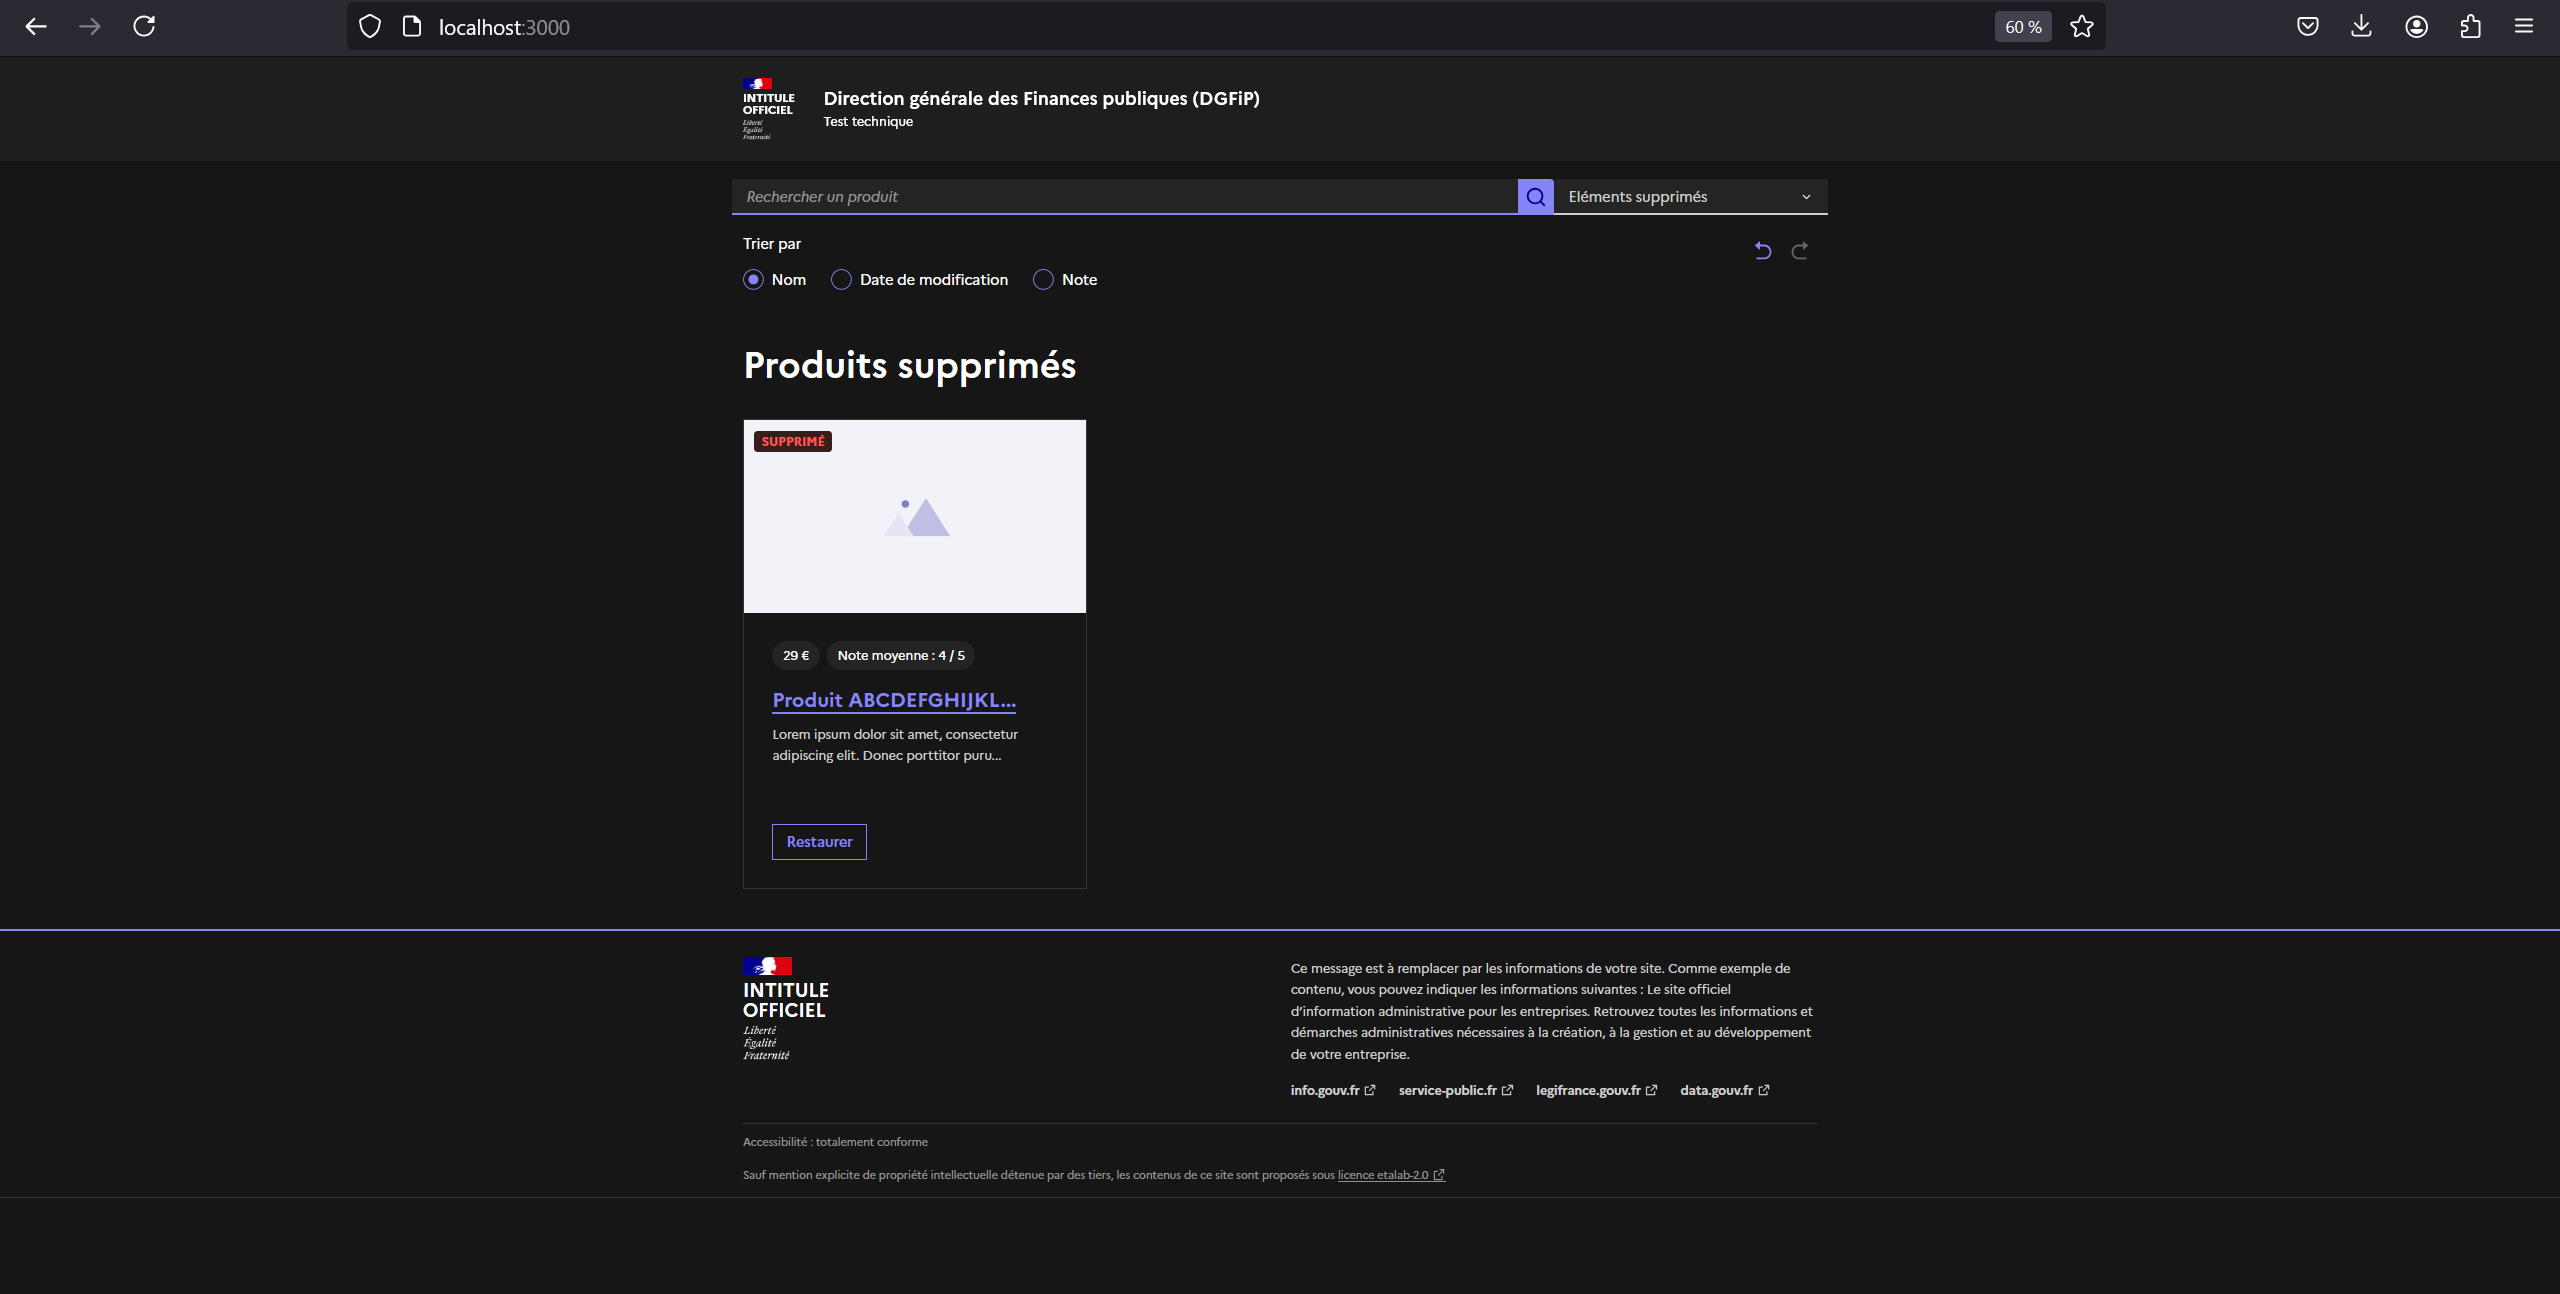 localhost:3000
60 %
INTITULE
OFFICIEL
Liberté
Égalité
Fraternité
Direction générale des Finances publiques (DGFiP)
Test technique
Rechercher un produit
Eléments supprimés
Trier par
Nom
Date de modification
Note
Produits supprimés
SUPPRIMÉ
29 €
Note moyenne : 4 / 5
Produit ABCDEFGHIJKL...
Lorem ipsum dolor sit amet, consectetur
adipiscing elit. Donec porttitor puru...
Restaurer
INTITULE
OFFICIEL
Liberté
Égalité
Fraternité
Ce message est à remplacer par les informations de votre site. Comme exemple de
contenu, vous pouvez indiquer les informations suivantes : Le site officiel
d’information administrative pour les entreprises. Retrouvez toutes les informations et
démarches administratives nécessaires à la création, à la gestion et au développement
de votre entreprise.
info.gouv.fr
service-public.fr
legifrance.gouv.fr
data.gouv.fr
Accessibilité : totalement conforme
Sauf mention explicite de propriété intellectuelle détenue par des tiers, les contenus de ce site sont proposés sous licence etalab-2.0